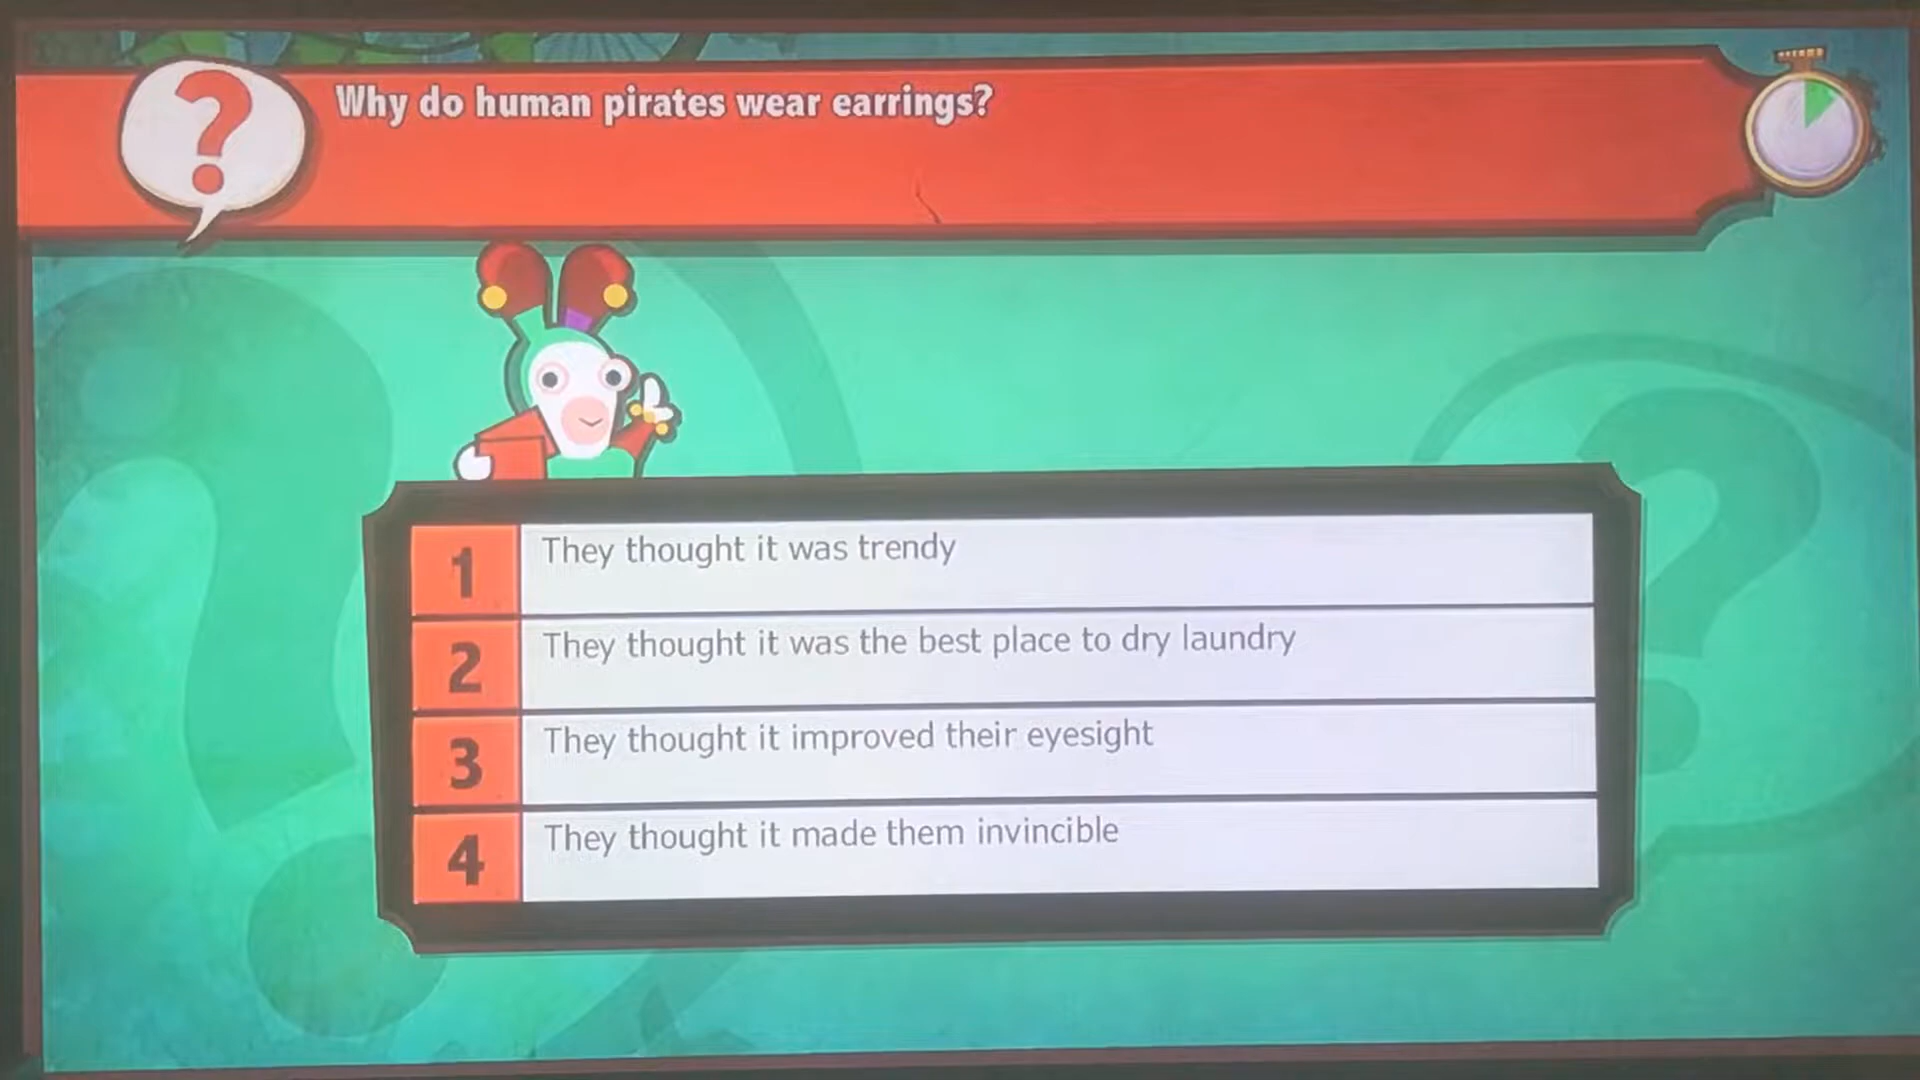 ?
Why do human pirates wear earrings?
1 They thought it was trendy
2 They thought it was the best place to dry laundry
3 They thought it improved their eyesight
4 They thought it made them invincible